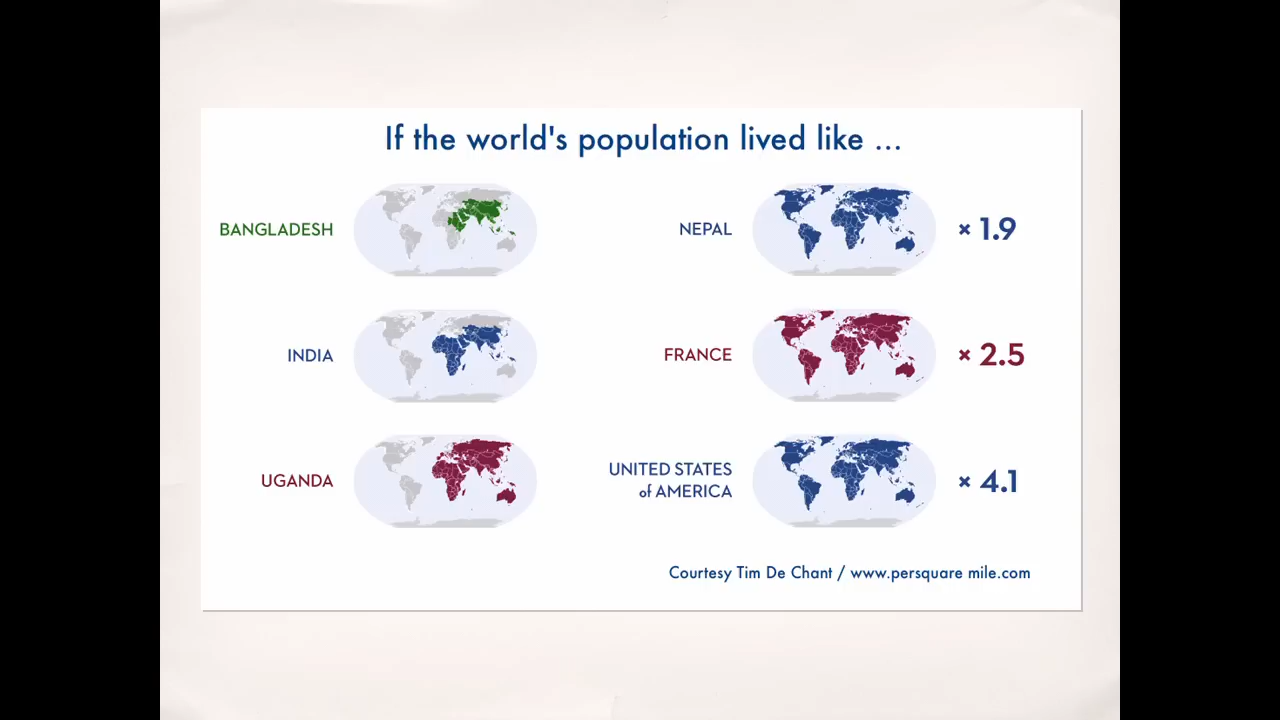 If the world's population lived like ...
BANGLADESH
NEPAL
× 1.9
INDIA
FRANCE
× 2.5
UGANDA
UNITED STATES
of AMERICA
× 4.1
Courtesy Tim De Chant / www.persquare mile.com